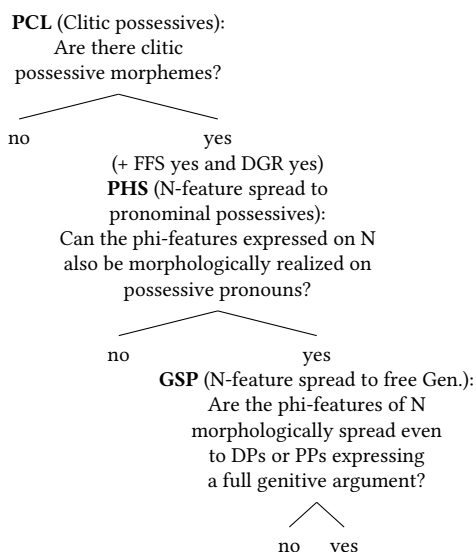 PCL (Clitic possessives):
Are there clitic
possessive morphemes?
no
yes
(+ FFS yes and DGR yes)
PHS (N-feature spread to
pronominal possessives):
Can the phi-features expressed on N
also be morphologically realized on
possessive pronouns?
no
yes
GSP (N-feature spread to free Gen.):
Are the phi-features of N
morphologically spread even
to DPs or PPs expressing
a full genitive argument?
no
yes